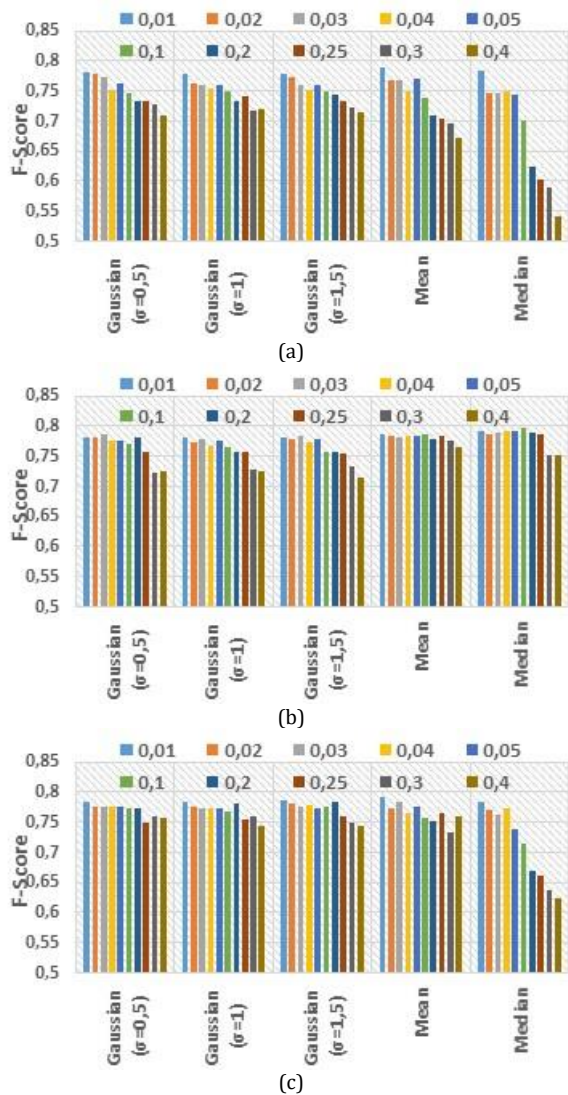 0,85
0,01 0,02 0,03 0,04 0,05
0,8
0,1 0,2 0,25 0,3 0,4
0,75
0,7
0,65
0,6
0,55
0,5
F-Score
Gaussian
(σ=0,5)
Gaussian
(σ=1)
Gaussian
(σ=1,5)
Mean
Median
(a)
0,85
0,01 0,02 0,03 0,04 0,05
0,8
0,1 0,2 0,25 0,3 0,4
0,75
0,7
0,65
0,6
0,55
0,5
F-Score
Gaussian
(σ=0,5)
Gaussian
(σ=1)
Gaussian
(σ=1,5)
Mean
Median
(b)
0,85
0,01 0,02 0,03 0,04 0,05
0,8
0,1 0,2 0,25 0,3 0,4
0,75
0,7
0,65
0,6
0,55
0,5
F-Score
Gaussian
(σ=0,5)
Gaussian
(σ=1)
Gaussian
(σ=1,5)
Mean
Median
(c)